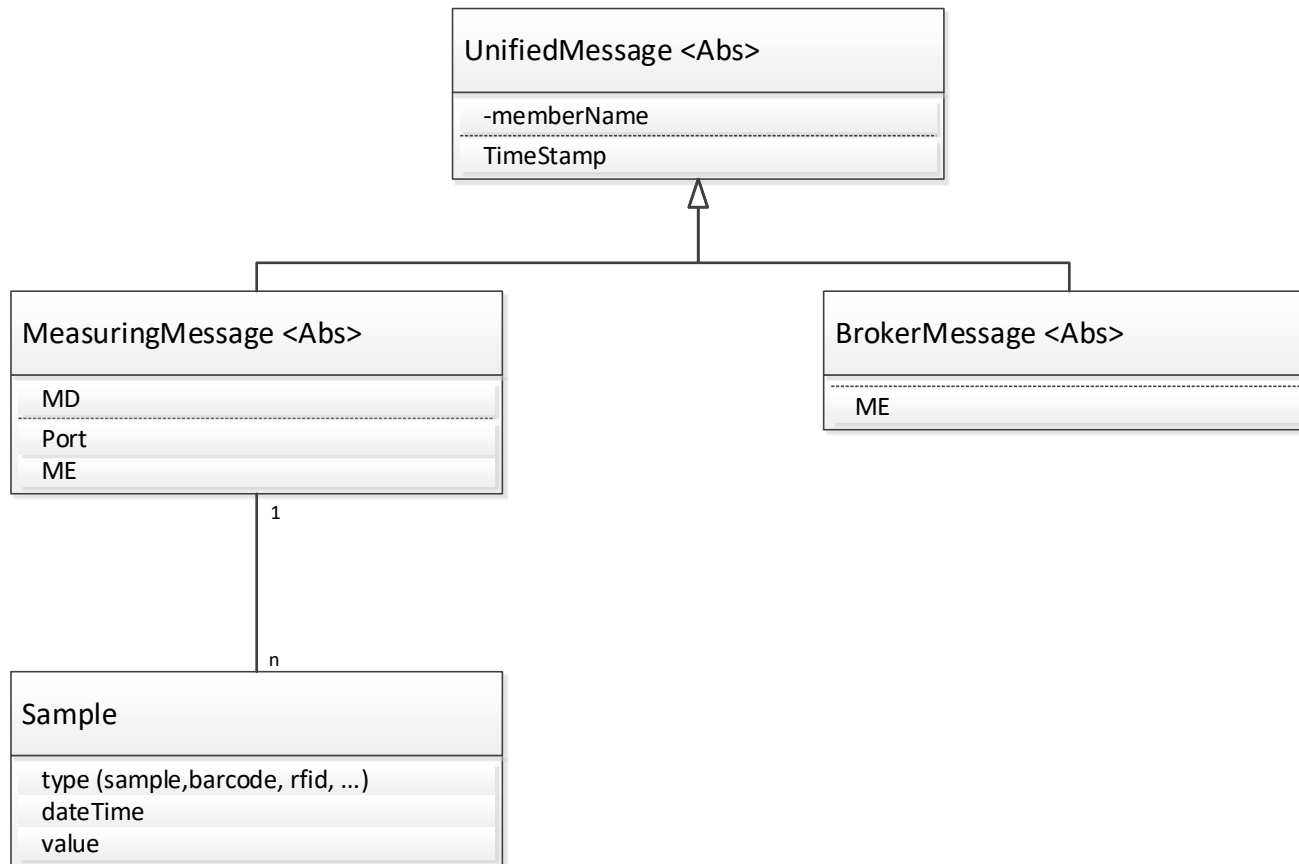 UnifiedMessage <Abs>
-memberName
TimeStamp
MeasuringMessage <Abs>
MD
Port
ME
BrokerMessage <Abs>
ME
1
n
Sample
type (sample,barcode, rfid, ...)
dateTime
value